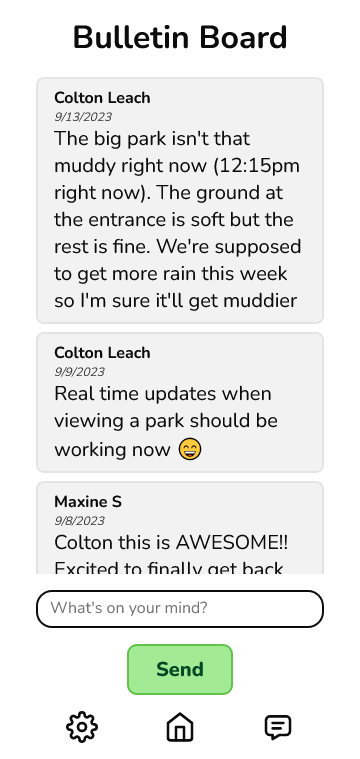 Bulletin Board
Colton Leach
9/13/2023
The big park isn't that
muddy right now (12:15pm
right now). The ground at
the entrance is soft but the
rest is fine. We're supposed
to get more rain this week
so I'm sure it'll get muddier
Colton Leach
9/9/2023
Real time updates when
viewing a park should be
working now 😄
Maxine S
9/8/2023
Colton this is AWESOME!!
Excited to finally get back
What's on your mind?
Send